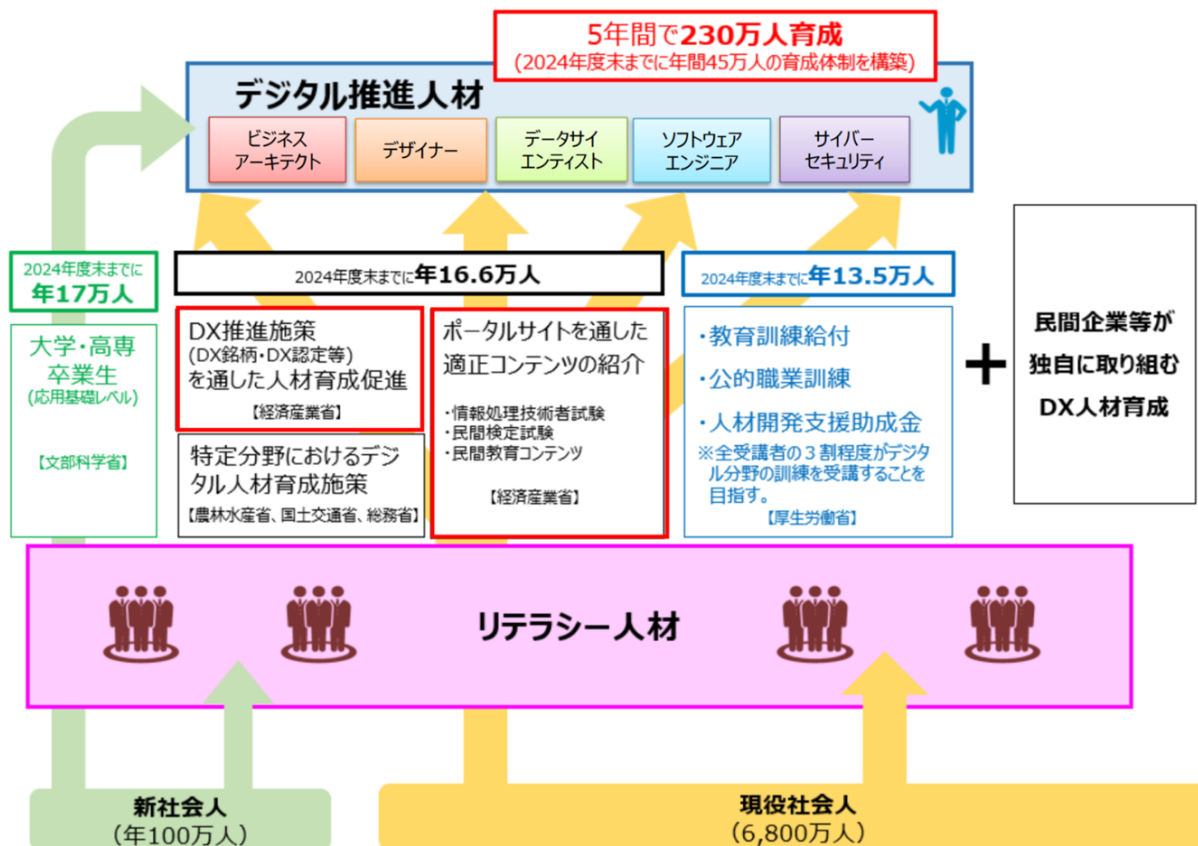 5年間で230万人育成
(2024年度末までに年間45万人の育成体制を構築)
デジタル推進人材
ビジネス
アーキテクト
デザイナー
データサイ
エンティスト
ソフトウェア
エンジニア
サイバー
セキュリティ
2024年度末までに
年17万人
大学・高専
卒業生
(応用基礎レベル)
【文部科学省】
2024年度末までに年16.6万人
DX推進施策
(DX銘柄・DX認定等)
を通した人材育成促進
【経済産業省】
特定分野におけるデジ
タル人材育成施策
【農林水産省、国土交通省、総務省】
ポータルサイトを通した
適正コンテンツの紹介
・情報処理技術者試験
・民間検定試験
・民間教育コンテンツ
【経済産業省】
2024年度末までに年13.5万人
・教育訓練給付
・公的職業訓練
・人材開発支援助成金
※全受講者の3割程度がデジタ
ル分野の訓練を受講することを
目指す。
【厚生労働省】
+
民間企業等が
独自に取り組む
DX人材育成
リテラシー人材
新社会人
(年100万人)
現役社会人
(6,800万人)